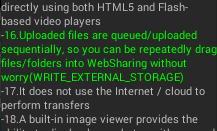 directly using both HTML5 and Flash-
based video players
-16.Uploaded files are queued/uploaded
sequentially, so you can be repeatedly drag
files/folders into WebSharing without
worry(WRITE_EXTERNAL_STORAGE)
-17.It does not use the Internet / cloud to
perform transfers
-18.A built-in image viewer provides the